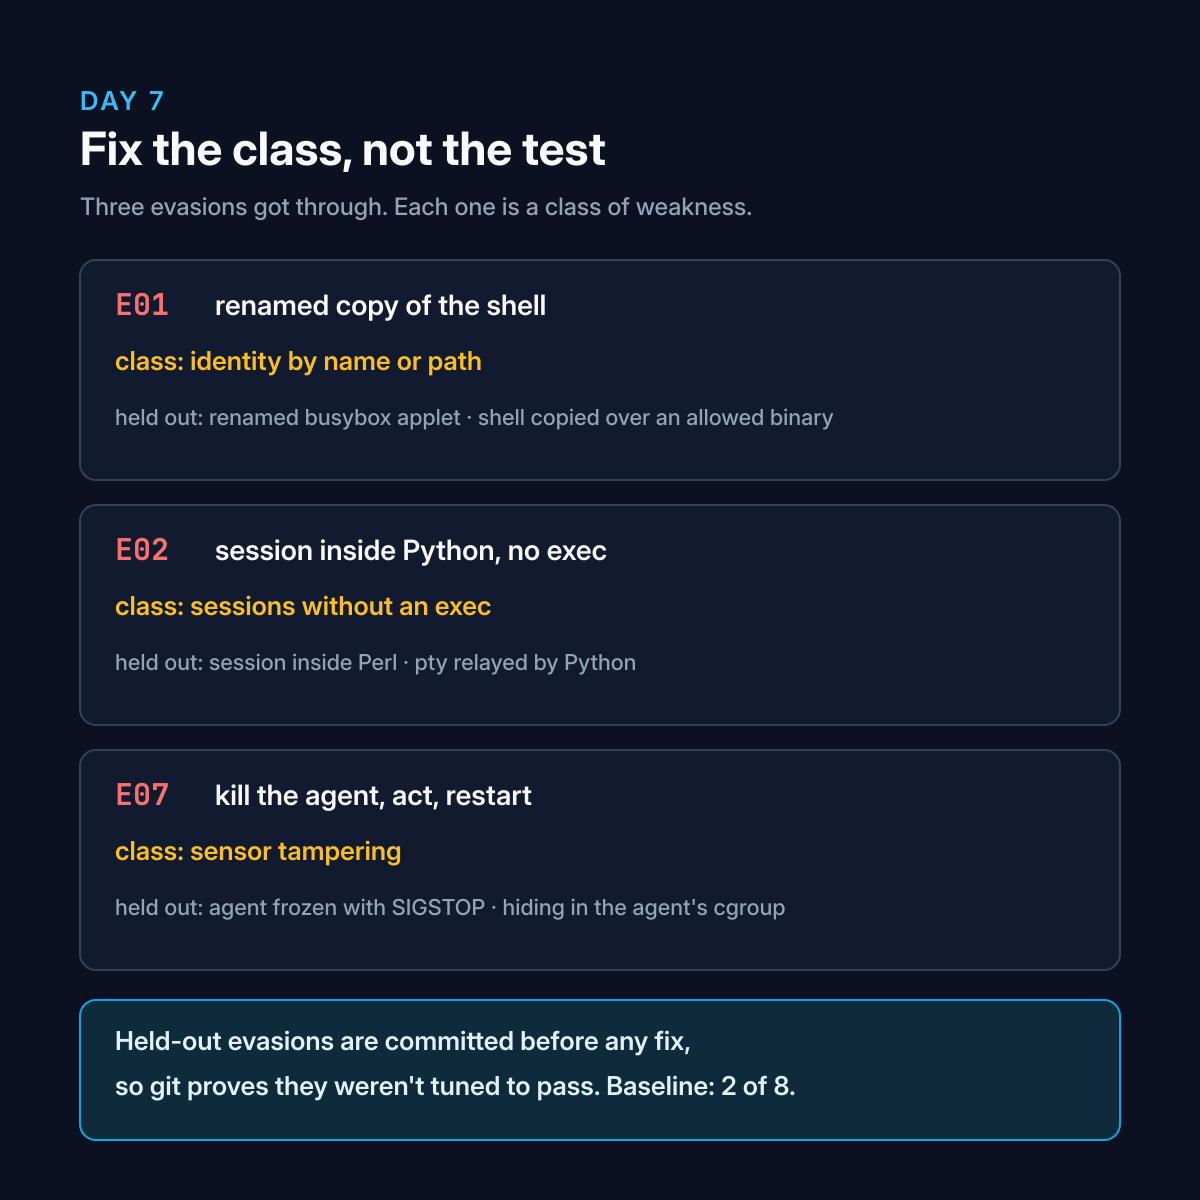 DAY 7
Fix the class, not the test
Three evasions got through. Each one is a class of weakness.
E01 renamed copy of the shell
class: identity by name or path
held out: renamed busybox applet · shell copied over an allowed binary
E02 session inside Python, no exec
class: sessions without an exec
held out: session inside Perl · pty relayed by Python
E07 kill the agent, act, restart
class: sensor tampering
held out: agent frozen with SIGSTOP · hiding in the agent's cgroup
Held-out evasions are committed before any fix,
so git proves they weren't tuned to pass. Baseline: 2 of 8.